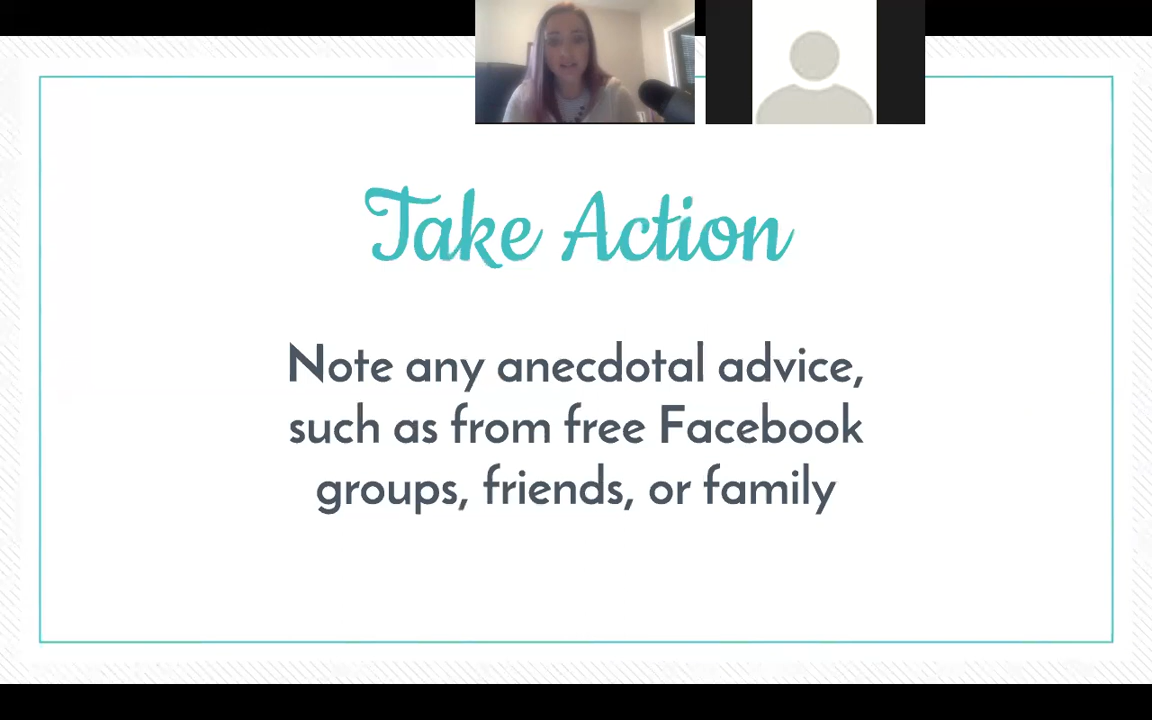 Take Action
Note any anecdotal advice,
such as from free Facebook
groups, friends, or family